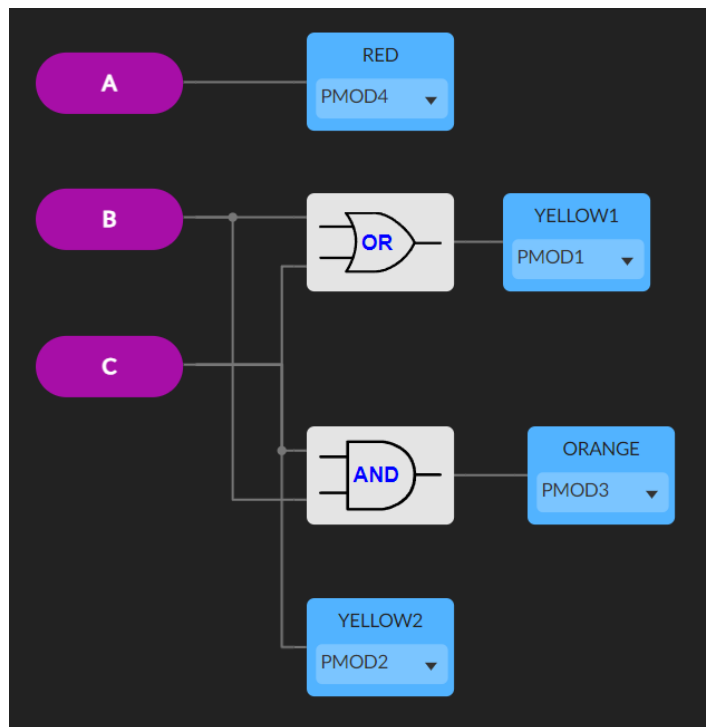 A
RED
PMOD4
B
OR
YELLOW1
PMOD1
C
AND
ORANGE
PMOD3
YELLOW2
PMOD2